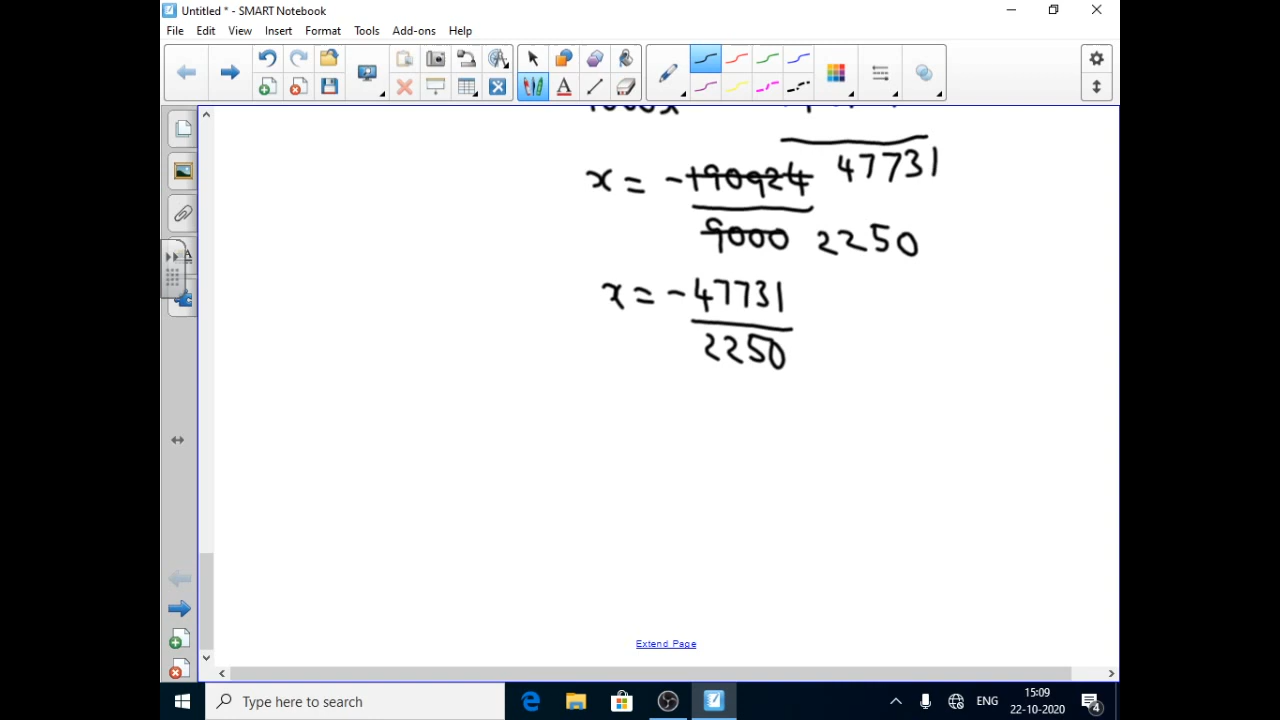 Untitled * - SMART Notebook
File Edit View Insert Format Tools Add-ons Help
x = -190924 47731
9000 2250
x = -47731
2250
Extend Page
Type here to search
ENG
15:09
22-10-2020
4